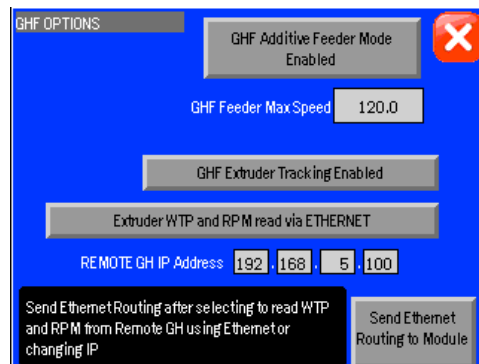 GHF OPTIONS
GHF Additive Feeder Mode
Enabled
GHF Feeder Max Speed 120.0
GHF Extruder Tracking Enabled
Extruder WTP and RPM read via ETHERNET
REMOTE GH IP Address 192 . 168 . 5 . 100
Send Ethernet Routing after selecting to read WTP
and RPM from Remote GH using Ethernet or
changing IP
Send Ethernet
Routing to Module